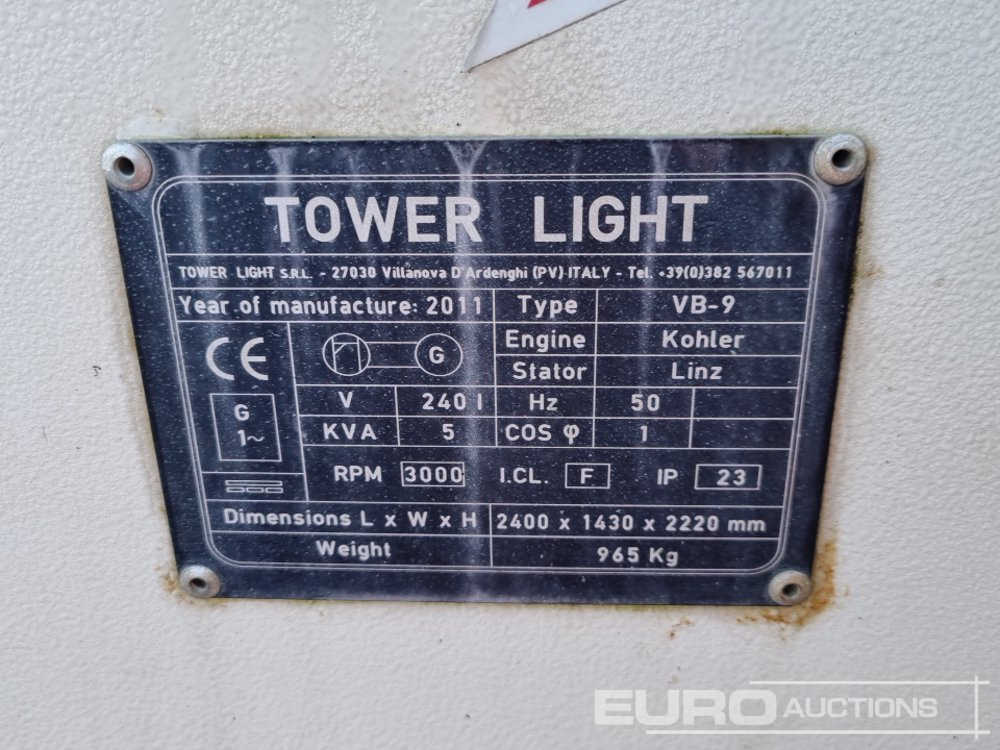 TOWER LIGHT
TOWER LIGHT S.R.L. - 27030 Villanova D'Ardenghi (PV) ITALY - Tel. +39(0)382 567011
Year of manufacture: 2011 Type VB-9
CE G Engine Kohler
Stator Linz
G 1~
V 240 Hz 50
KVA 5 COS φ 1
RPM 3000 I.CL. F IP 23
Dimensions L x W x H 2400 x 1430 x 2220 mm
Weight 965 Kg
EURO AUCTIONS